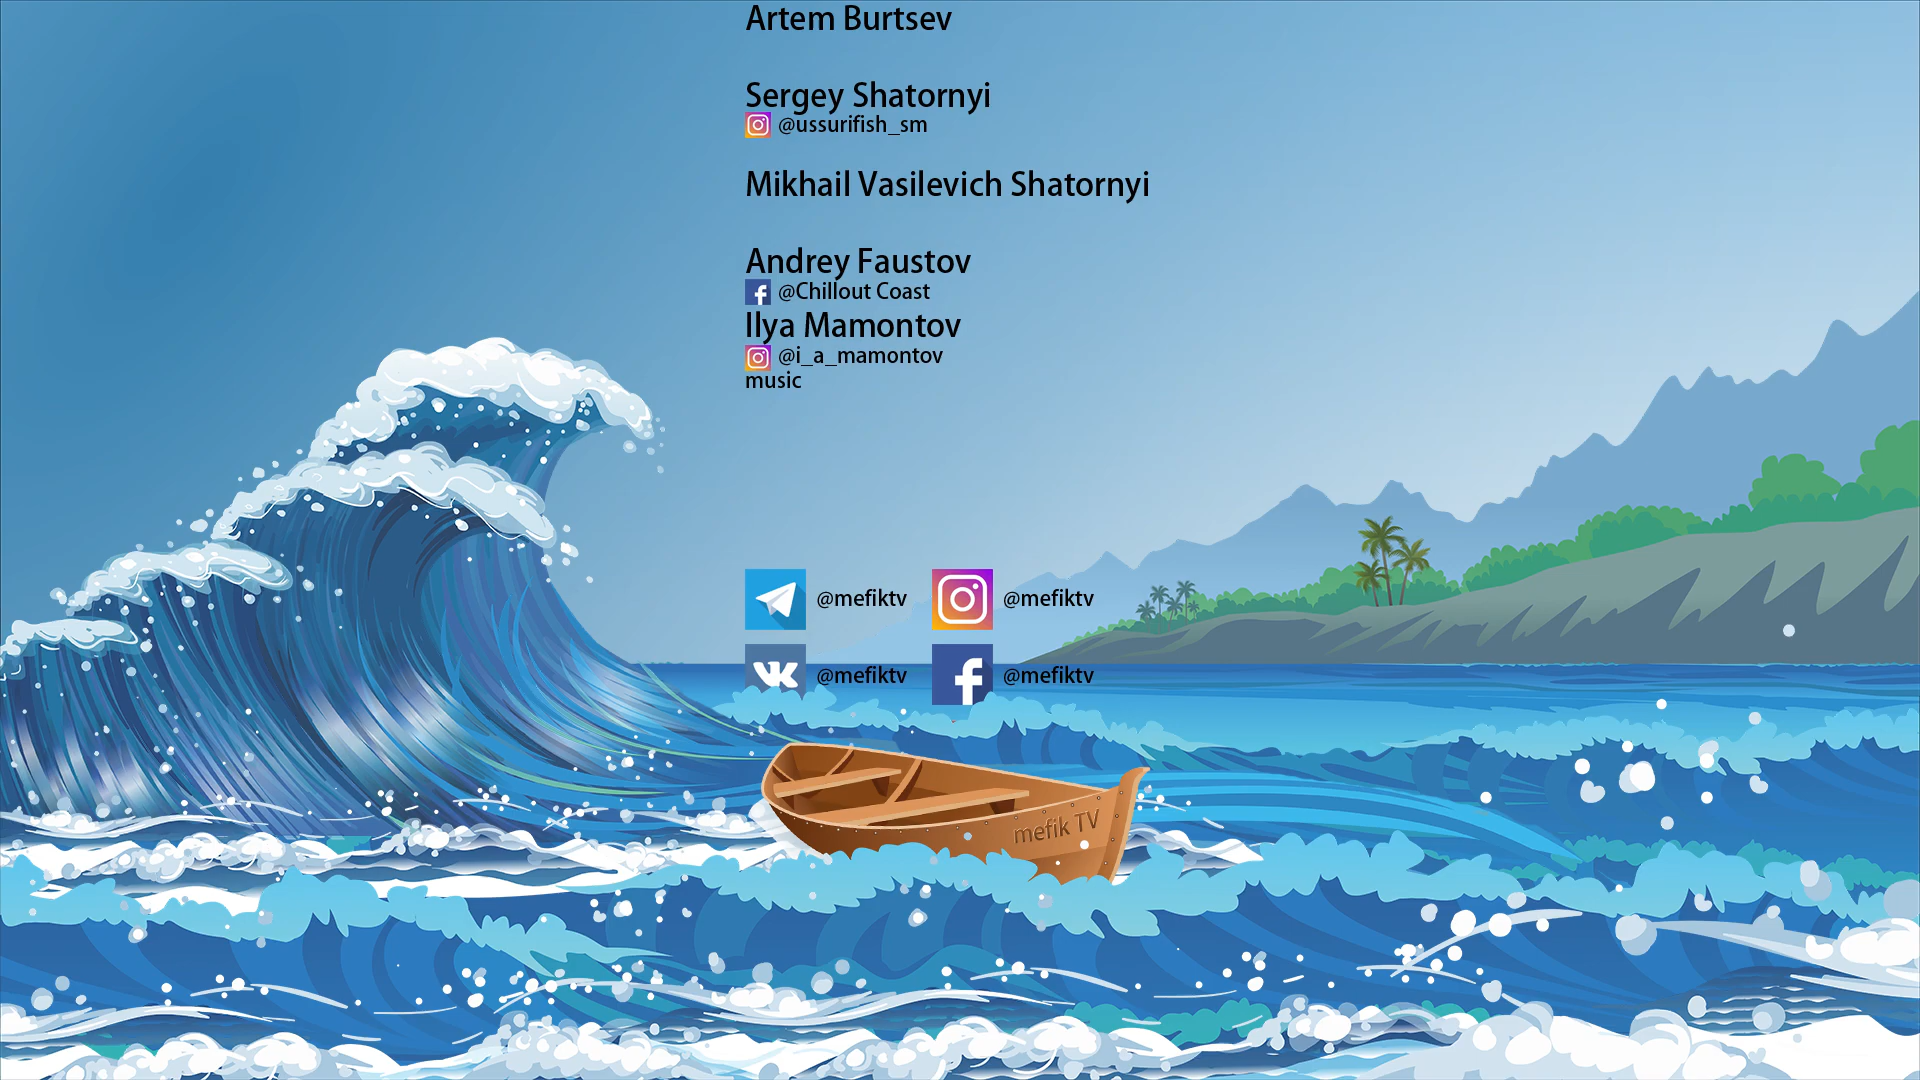 Artem Burtsev
Sergey Shatornyi
@ussurifish_sm
Mikhail Vasilevich Shatornyi
Andrey Faustov
@Chillout Coast
Ilya Mamontov
@i_a_mamontov
music
@mefiktv @mefiktv
@mefiktv @mefiktv
mefik TV